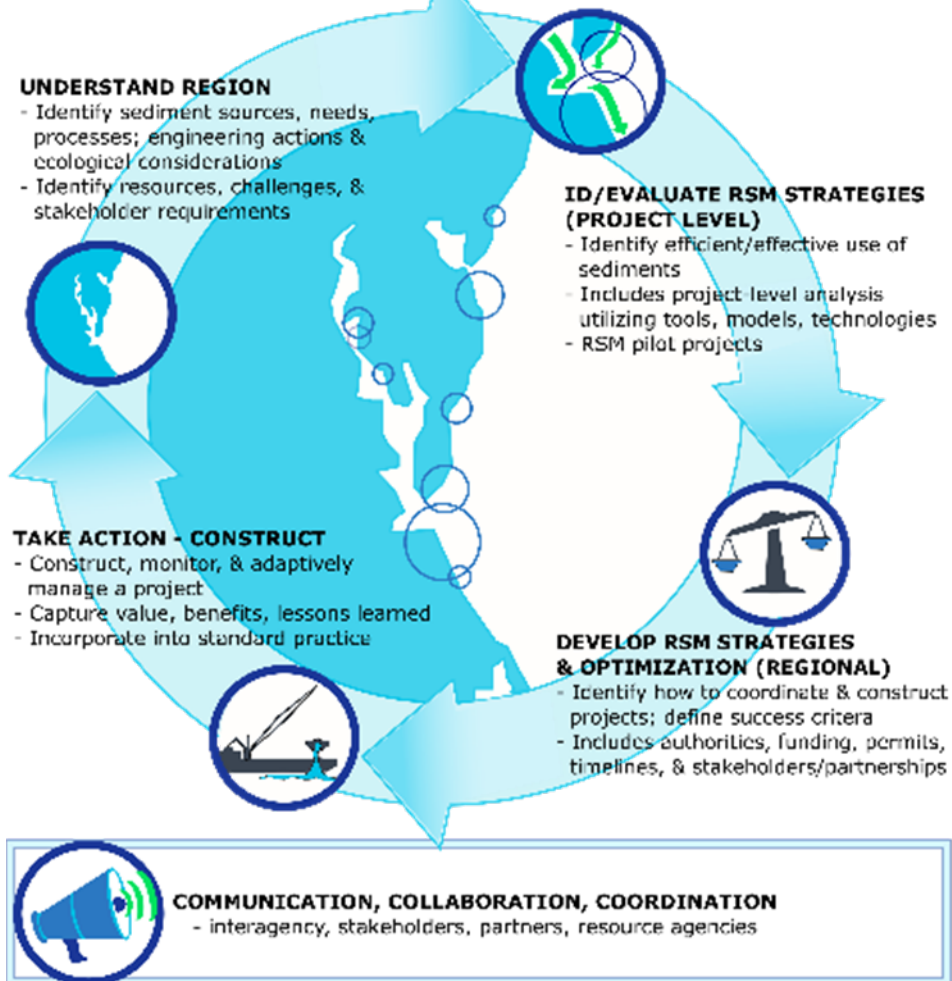 UNDERSTAND REGION
- Identify sediment sources, needs,
processes; engineering actions &
ecological considerations
- Identify resources, challenges, &
stakeholder requirements
ID/EVALUATE RSM STRATEGIES
(PROJECT LEVEL)
- Identify efficient/effective use of
sediments
- Includes project-level analysis
utilizing tools, models, technologies
- RSM pilot projects
DEVELOP RSM STRATEGIES
& OPTIMIZATION (REGIONAL)
- Identify how to coordinate & construct
projects; define success critera
- Includes authorities, funding, permits,
timelines, & stakeholders/partnerships
TAKE ACTION - CONSTRUCT
- Construct, monitor, & adaptively
manage a project
- Capture value, benefits, lessons learned
- Incorporate into standard practice
COMMUNICATION, COLLABORATION, COORDINATION
- interagency, stakeholders, partners, resource agencies